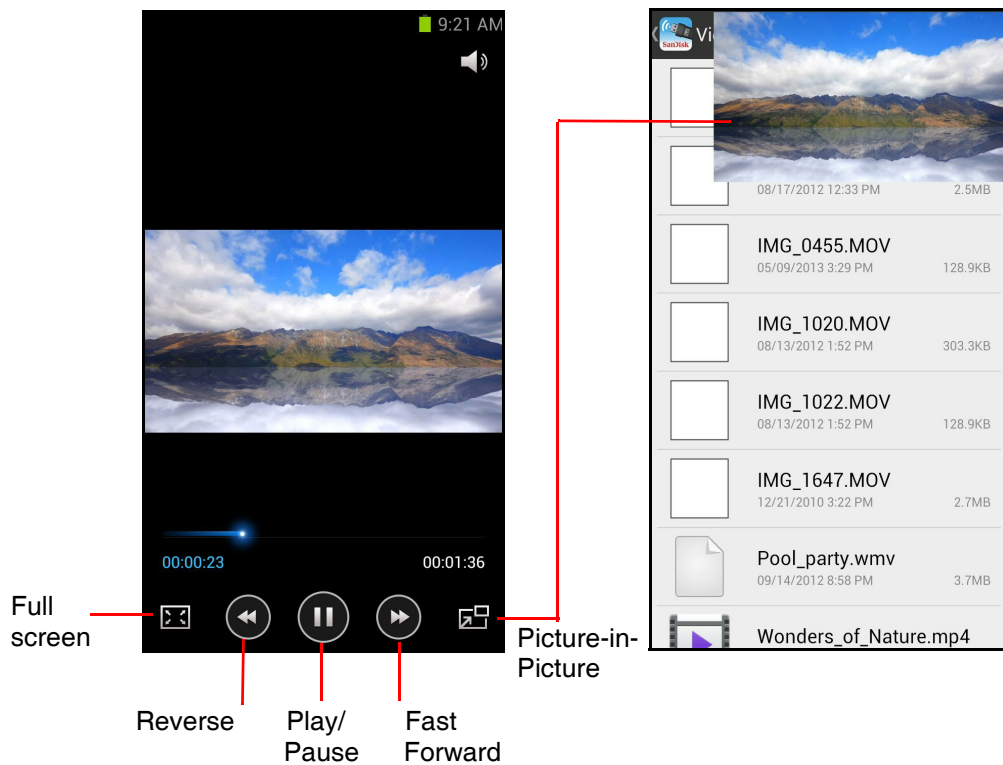 9:21 AM
00:00:23
00:01:36
Full
screen
Reverse
Play/
Pause
Fast
Forward
Picture-in-
Picture
SanDisk
08/17/2012 12:33 PM 2.5MB
IMG_0455.MOV
05/09/2013 3:29 PM 128.9KB
IMG_1020.MOV
08/13/2012 1:52 PM 303.3KB
IMG_1022.MOV
08/13/2012 1:52 PM 128.9KB
IMG_1647.MOV
12/21/2010 3:22 PM 2.7MB
Pool_party.wmv
09/14/2012 8:58 PM 3.7MB
Wonders_of_Nature.mp4